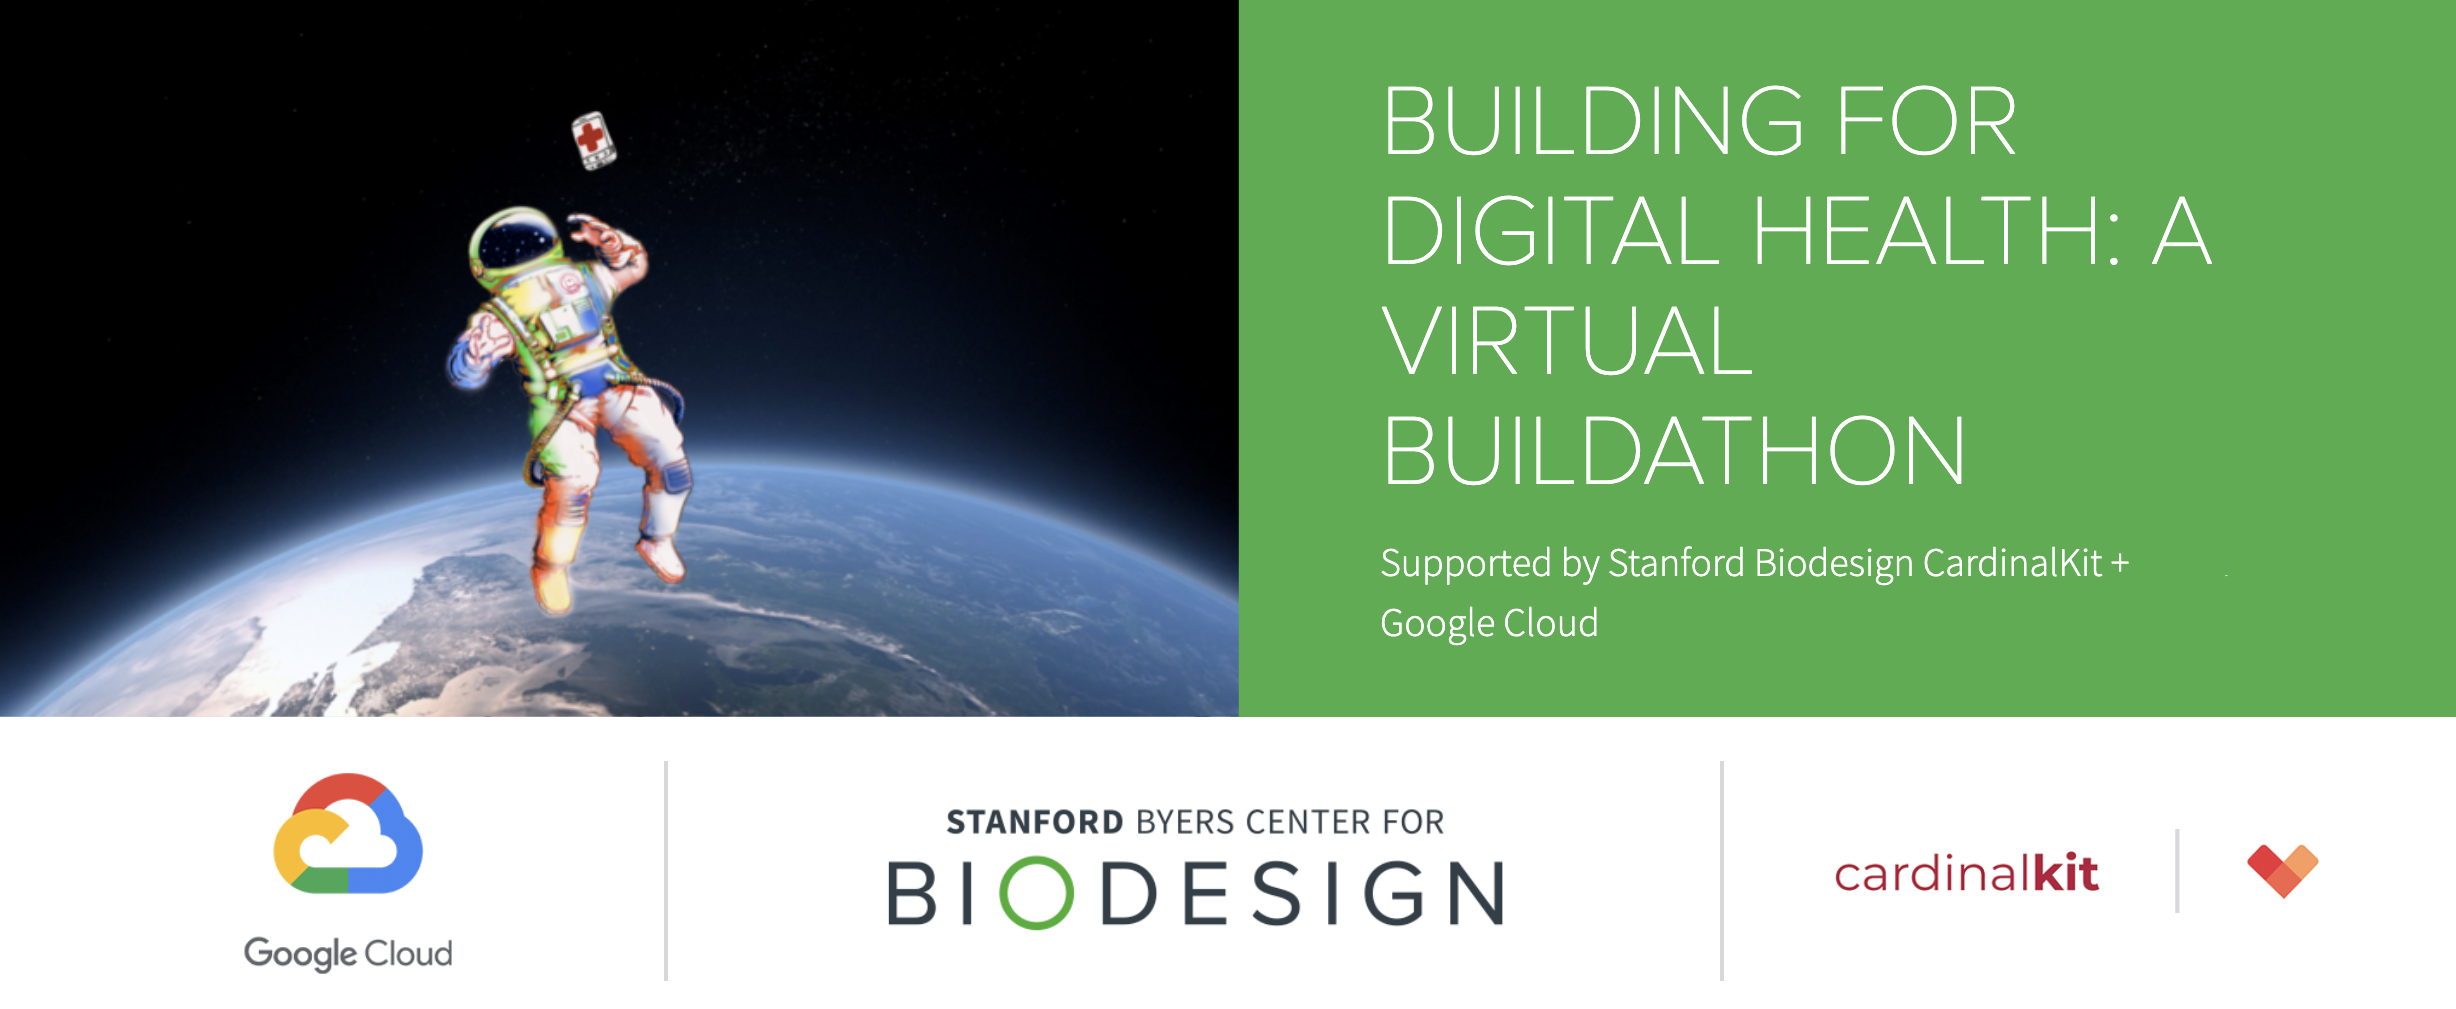 BUILDING FOR
DIGITAL HEALTH: A
VIRTUAL
BUILDATHON
Supported by Stanford Biodesign CardinalKit +
Google Cloud
Google Cloud
STANFORD BYERS CENTER FOR
BIODESIGN
cardinalkit